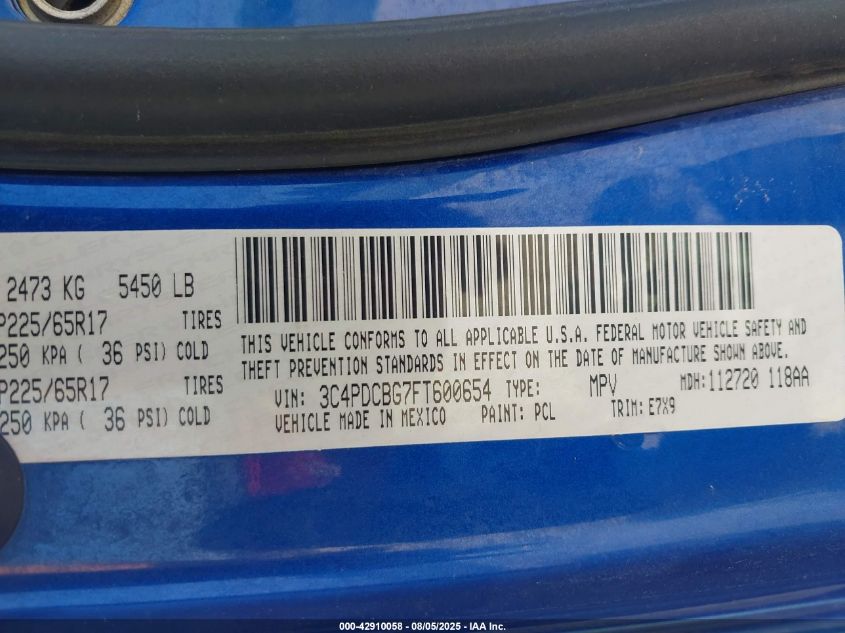 2473 KG 5450 LB
P225/65R17 TIRES
250 KPA ( 36 PSI) COLD
P225/65R17 TIRES
250 KPA ( 36 PSI) COLD
THIS VEHICLE CONFORMS TO ALL APPLICABLE U.S.A. FEDERAL MOTOR VEHICLE SAFETY AND
THEFT PREVENTION STANDARDS IN EFFECT ON THE DATE OF MANUFACTURE SHOWN ABOVE.
VIN: 3C4PDCBG7FT600654 TYPE: MPV MDH:112720 118AA
VEHICLE MADE IN MEXICO PAINT: PCL TRIM: E7X9
000-42910058 - 08/05/2025 - IAA Inc.